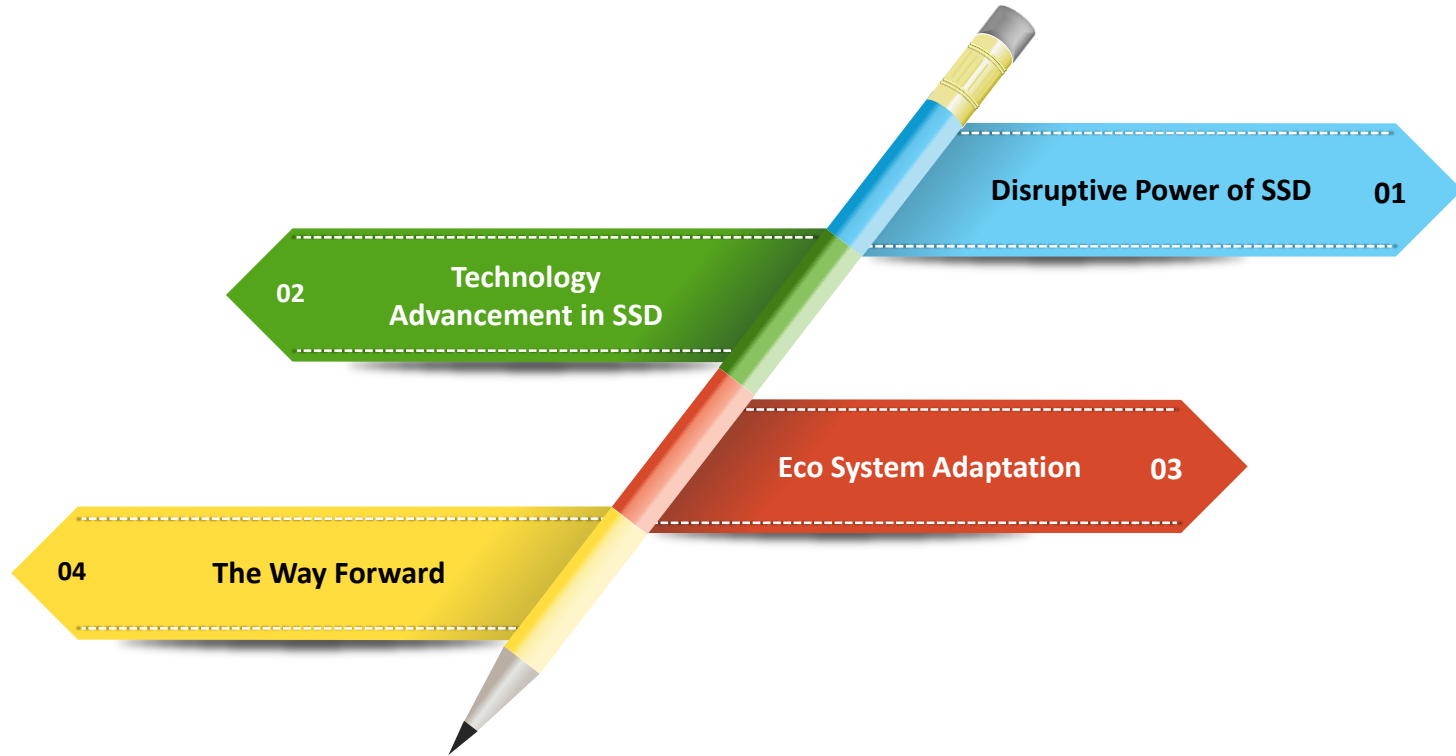 Disruptive Power of SSD 01
02 Technology
Advancement in SSD
Eco System Adaptation 03
04 The Way Forward